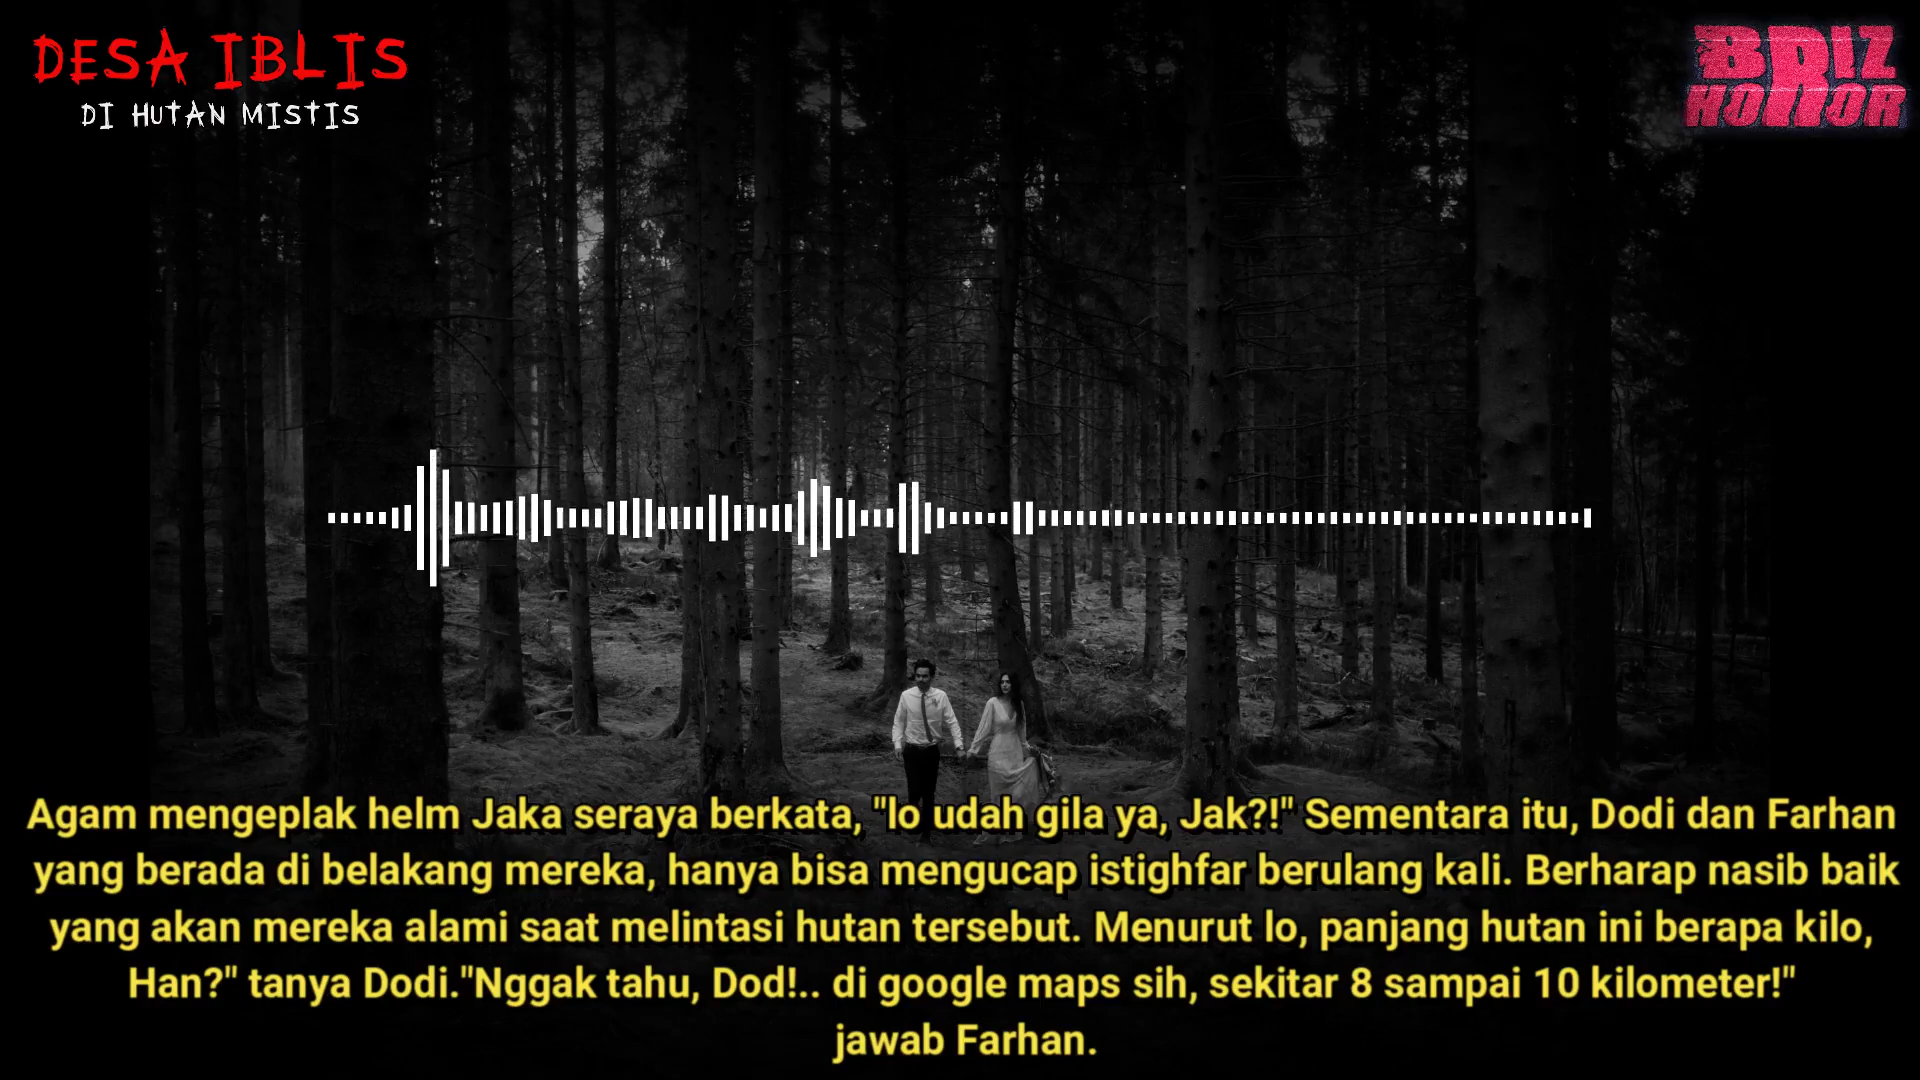 DESA IBLIS
DI HUTAN MISTIS
BRIZ
HORROR
Agam mengeplak helm Jaka seraya berkata, "lo udah gila ya, Jak?!" Sementara itu, Dodi dan Farhan
yang berada di belakang mereka, hanya bisa mengucap istighfar berulang kali. Berharap nasib baik
yang akan mereka alami saat melintasi hutan tersebut. Menurut lo, panjang hutan ini berapa kilo,
Han?" tanya Dodi."Nggak tahu, Dod!.. di google maps sih, sekitar 8 sampai 10 kilometer!"
jawab Farhan.